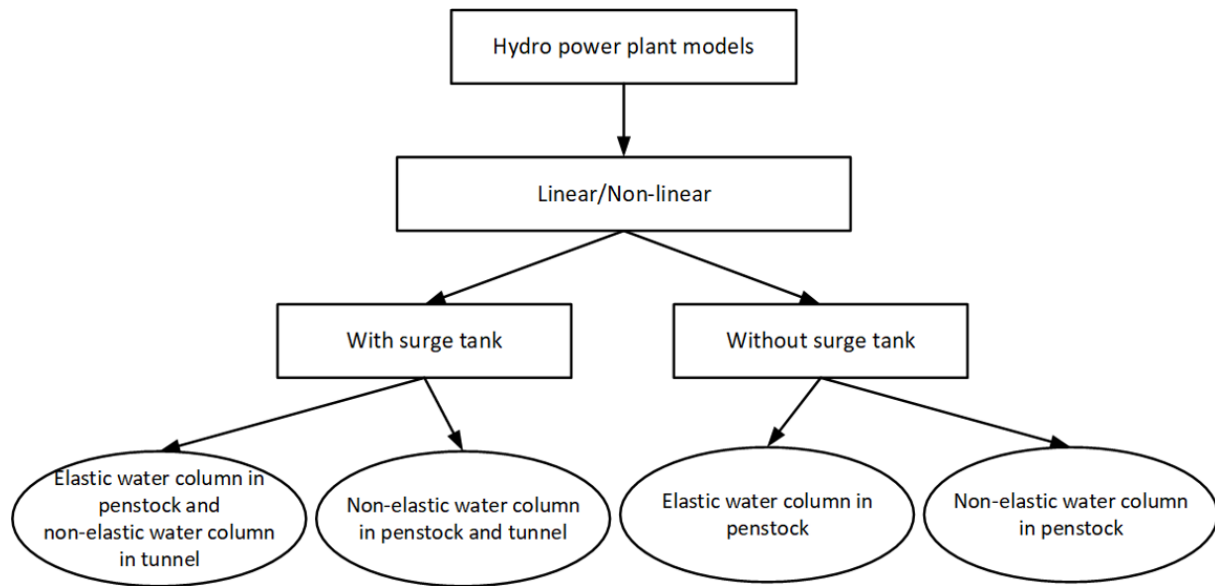 Hydro power plant models
Linear/Non-linear
With surge tank
Without surge tank
Elastic water column in
penstock and
non-elastic water column
in tunnel
Non-elastic water column
in penstock and tunnel
Elastic water column in
penstock
Non-elastic water column
in penstock